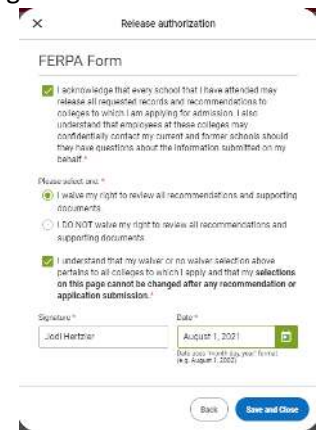 Release authorization
FERPA Form
I acknowledge that every school that I have attended may
release all requested records and recommendations to
colleges to which I am applying for admission. I also
understand that employees at these colleges may
confidentially contact my current and former schools should
they have questions about the information submitted on my
behalf. *
Please select one: *
I waive my right to review all recommendations and supporting
documents
I DO NOT waive my right to review all recommendations and
supporting documents
I understand that my waiver or no waiver selection above
pertains to all colleges to which I apply and that my selections
on this page cannot be changed after any recommendation or
application submission. *
Signature *
Date *
Jodi Hertzler
August 1, 2021
Date uses "month day, year" format
(e.g. August 1, 2002)
Back
Save and Close